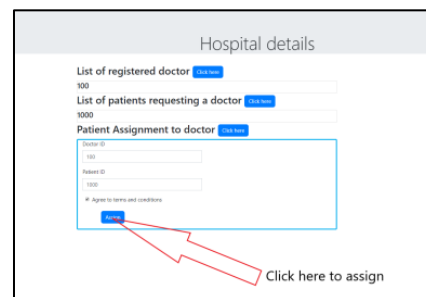 Hospital details
List of registered doctor Click here
100
List of patients requesting a doctor Click here
1000
Patient Assignment to doctor Click here
Doctor ID
100
Patient ID
1000
Agree to terms and conditions
Assign
Click here to assign